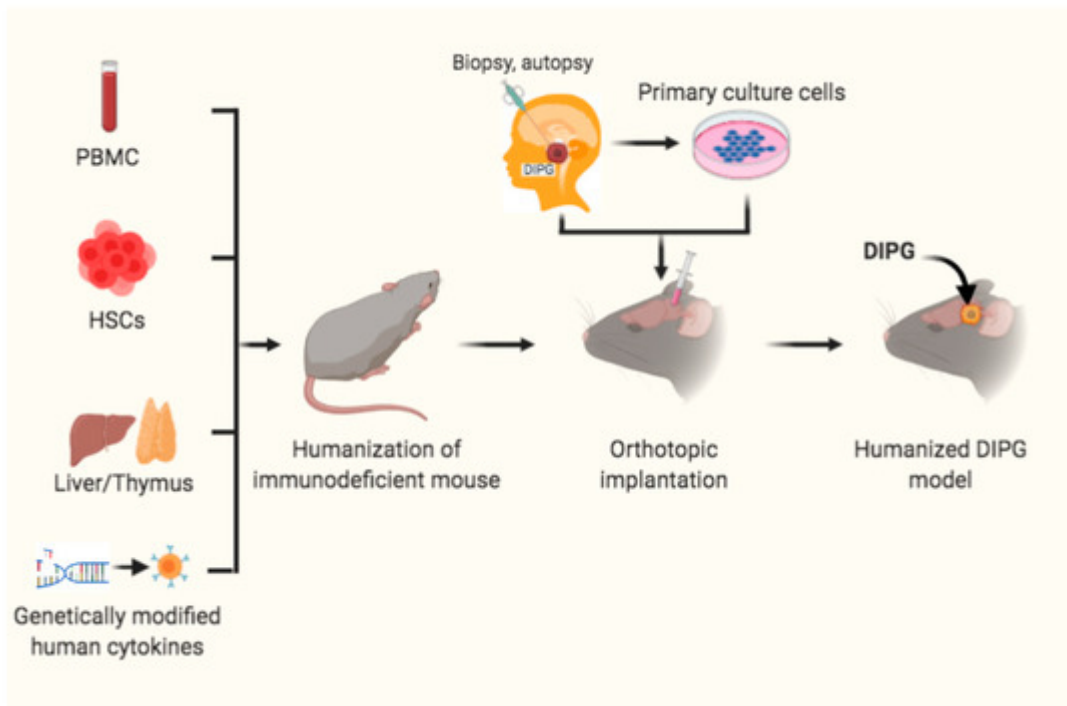 Biopsy, autopsy
Primary culture cells
DIPG
PBMC
HSCs
DIPG
Liver/Thymus
Humanization of
immunodeficient mouse
Orthotopic
implantation
Humanized DIPG
model
Genetically modified
human cytokines